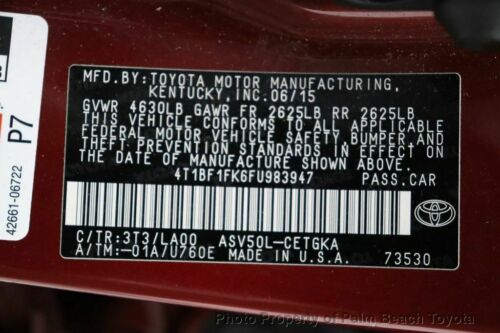 MFD.BY:TOYOTA MOTOR MANUFACTURING,
KENTUCKY, INC.06/15
GVWR 4630LB GAWR FR 2625LB RR 2625LB
THIS VEHICLE CONFORMS TO ALL APPLICABLE
FEDERAL MOTOR VEHICLE SAFETY, BUMPER, AND
THEFT PREVENTION STANDARDS IN EFFECT ON
THE DATE OF MANUFACTURE SHOWN ABOVE.
4T1BF1FK6FU983947 PASS.CAR
C/TR:3T3/LA00 ASV50L-CETGKA
A/TM:-01A/U760E MADE IN U.S.A. 73530
TOYOTA
42661-06722
P7
Photo Property of Palm Beach Toyota